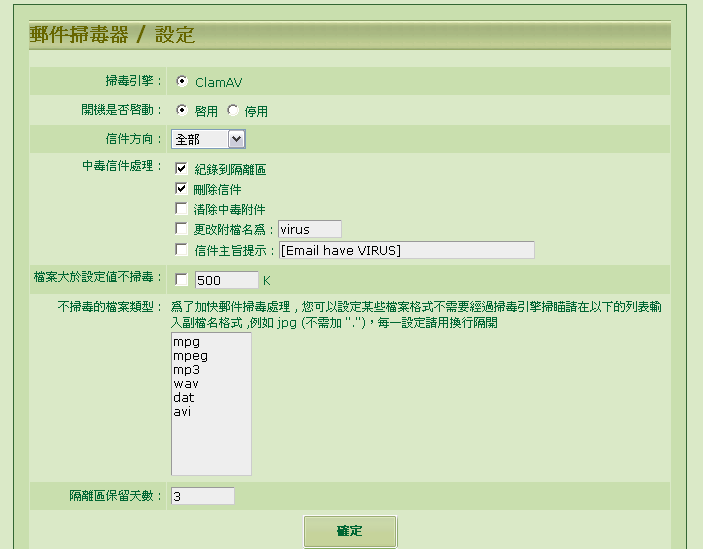 郵件掃毒器 / 設定
掃毒引擎： ClamAV
開機是否啓動： 啓用 停用
信件方向： 全部
中毒信件處理： 紀錄到隔離區
刪除信件
清除中毒附件
更改附檔名爲： virus
信件主旨提示： [Email have VIRUS]
檔案大於設定值不掃毒： 500 K
不掃毒的檔案類型： 爲了加快郵件掃毒處理 , 您可以設定某些檔案格式不需要經過掃毒引擎掃瞄請在以下的列表輸
入副檔名格式 ,例如 jpg (不需加 ".")，每一設定請用換行隔開
mpg
mpeg
mp3
wav
dat
avi
隔離區保留天數： 3
確定